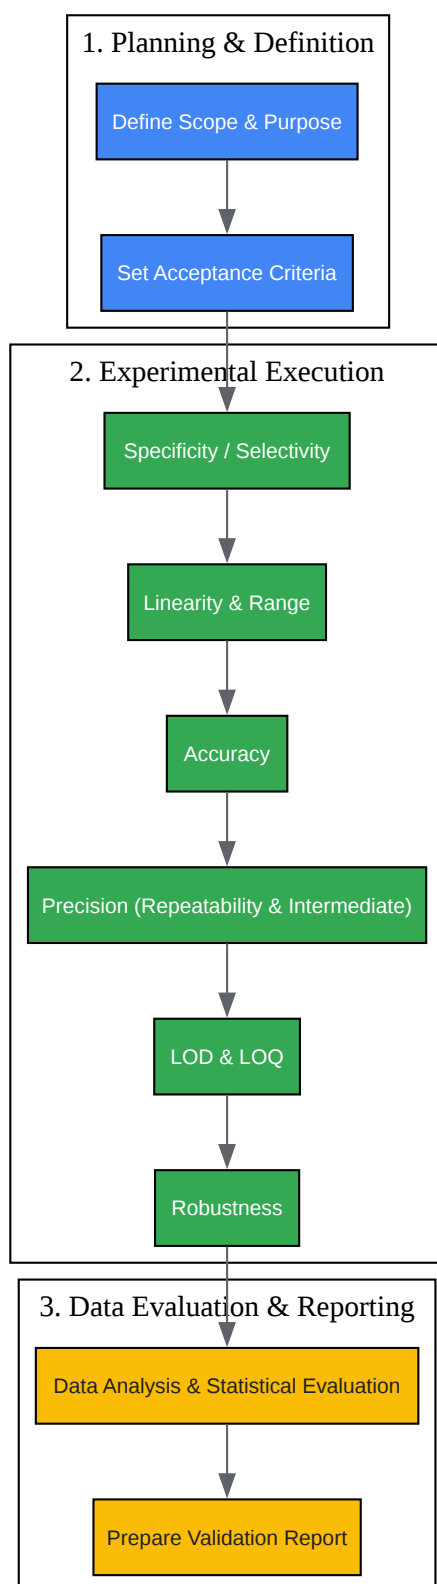 1. Planning & Definition
Define Scope & Purpose
Set Acceptance Criteria
2. Experimental Execution
Specificity / Selectivity
Linearity & Range
Accuracy
Precision (Repeatability & Intermediate)
LOD & LOQ
Robustness
3. Data Evaluation & Reporting
Data Analysis & Statistical Evaluation
Prepare Validation Report